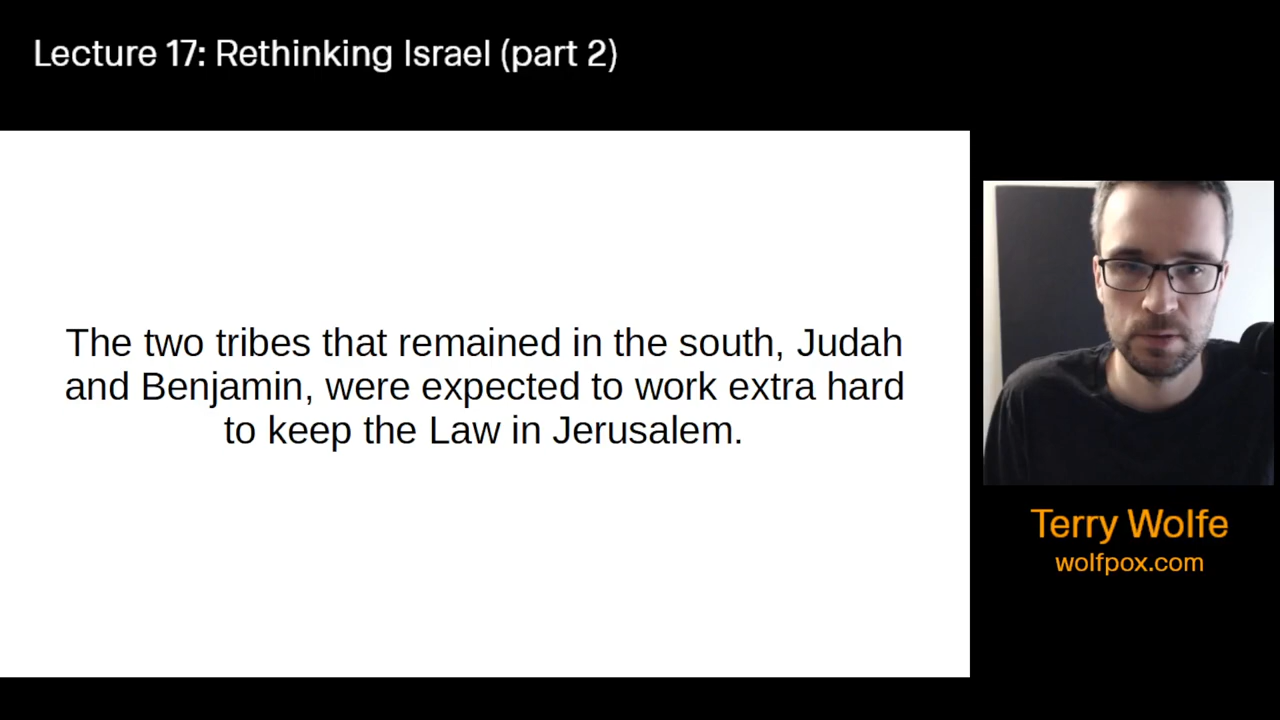 Lecture 17: Rethinking Israel (part 2)
The two tribes that remained in the south, Judah
and Benjamin, were expected to work extra hard
to keep the Law in Jerusalem.
Terry Wolfe
wolfpox.com